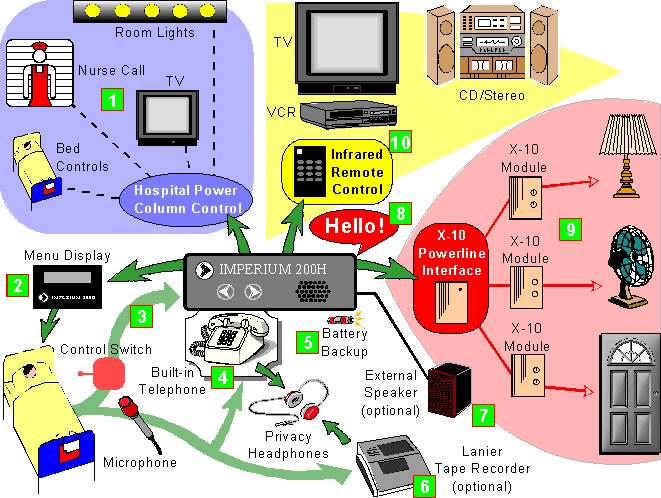 Room Lights
Nurse Call
1
TV
Bed
Controls
Hospital Power
Column Control
TV
VCR
CD/Stereo
10
Infrared
Remote
Control
8
Hello!
X-10
Powerline
Interface
X-10
Module
9
X-10
Module
X-10
Module
Menu Display
2
IMPERIUM 200H
IMPERIUM 200H
3
Control Switch
Built-in
Telephone
4
5
Battery
Backup
External
Speaker
(optional)
7
Microphone
Privacy
Headphones
Lanier
Tape Recorder
(optional)
6